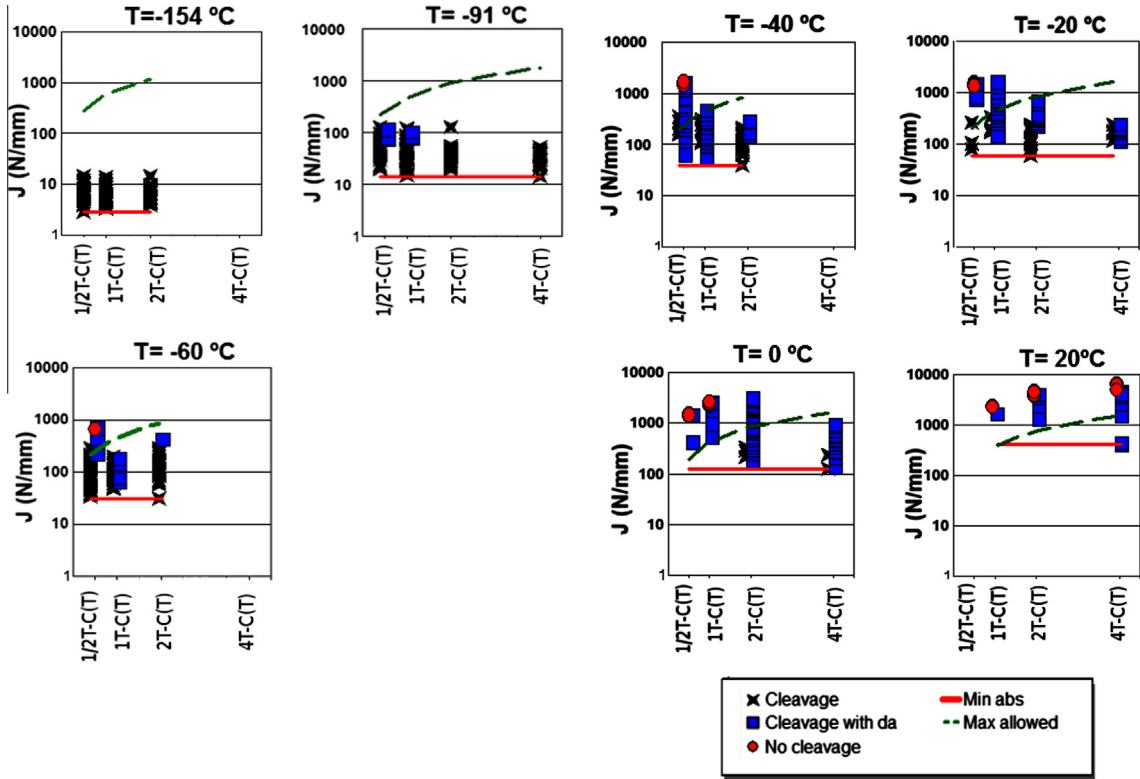 T=-154 ºC
10000
1000
100
10
1
J (N/mm)
1/2T-C(T)
1T-C(T)
2T-C(T)
4T-C(T)
T= -91 ºC
10000
1000
100
10
1
J (N/mm)
1/2T-C(T)
1T-C(T)
2T-C(T)
4T-C(T)
T= -40 ºC
10000
1000
100
10
1
J (N/mm)
1/2T-C(T)
1T-C(T)
2T-C(T)
4T-C(T)
T= -20 ºC
10000
1000
100
10
1
J (N/mm)
1/2T-C(T)
1T-C(T)
2T-C(T)
4T-C(T)
T= -60 ºC
10000
1000
100
10
1
J (N/mm)
1/2T-C(T)
1T-C(T)
2T-C(T)
4T-C(T)
T= 0 ºC
10000
1000
100
10
1
J (N/mm)
1/2T-C(T)
1T-C(T)
2T-C(T)
4T-C(T)
T= 20ºC
10000
1000
100
10
1
J (N/mm)
1/2T-C(T)
1T-C(T)
2T-C(T)
4T-C(T)
Cleavage
Min abs
Cleavage with da
Max allowed
No cleavage